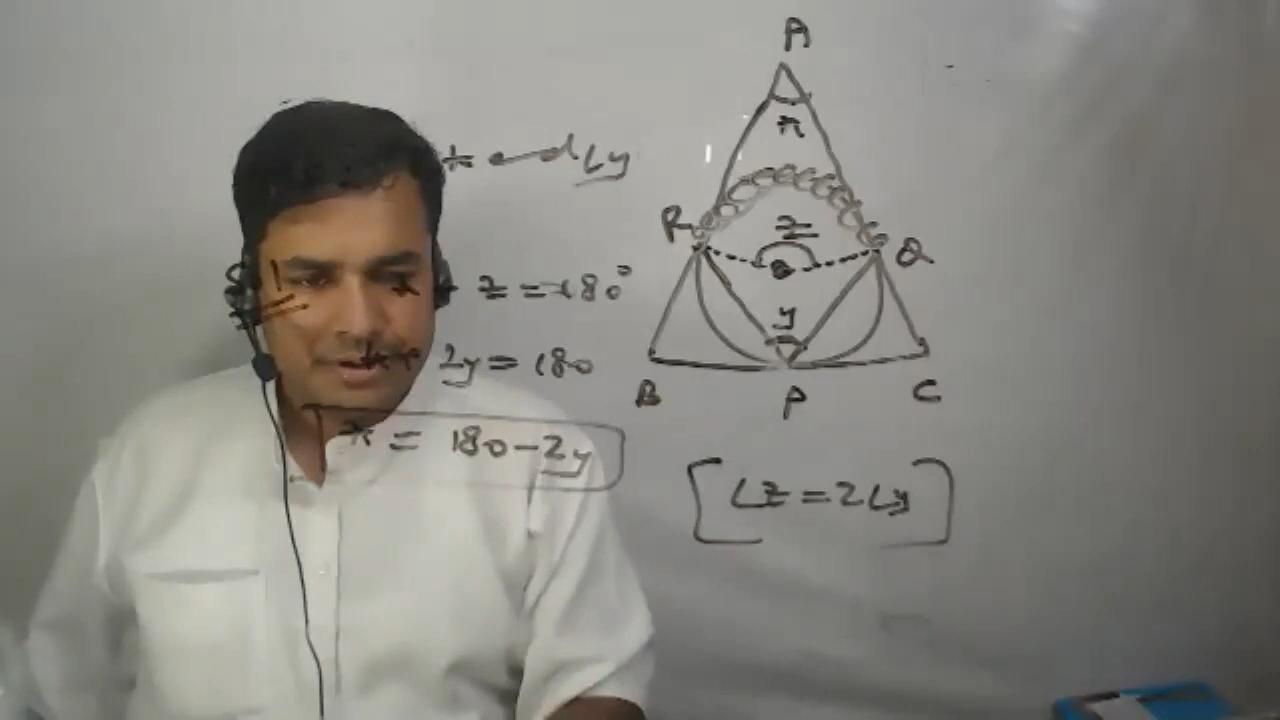 A
x
x and ∠y
R
z
Q
x + z = 180°
y
x + 2y = 180
B
P
C
x = 180 - 2y
[∠z = 2∠y]